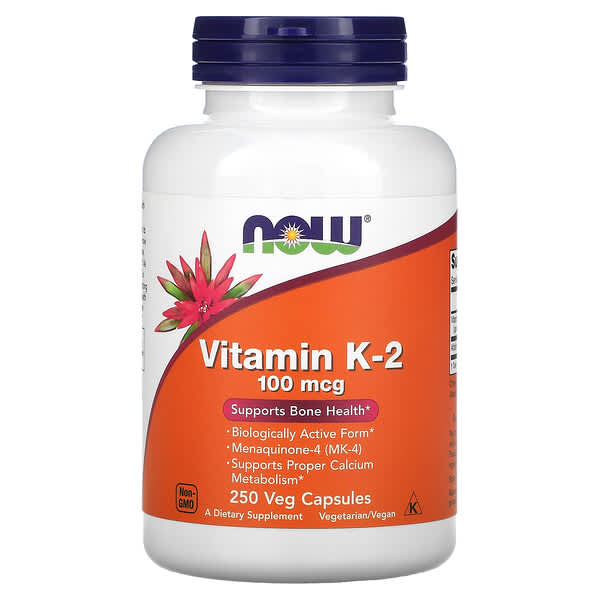 NOW®
Vitamin K-2
100 mcg
Supports Bone Health*
• Biologically Active Form*
• Menaquinone-4 (MK-4)
• Supports Proper Calcium
Metabolism*
250 Veg Capsules
Non-
GMO
A Dietary Supplement Vegetarian/Vegan
K